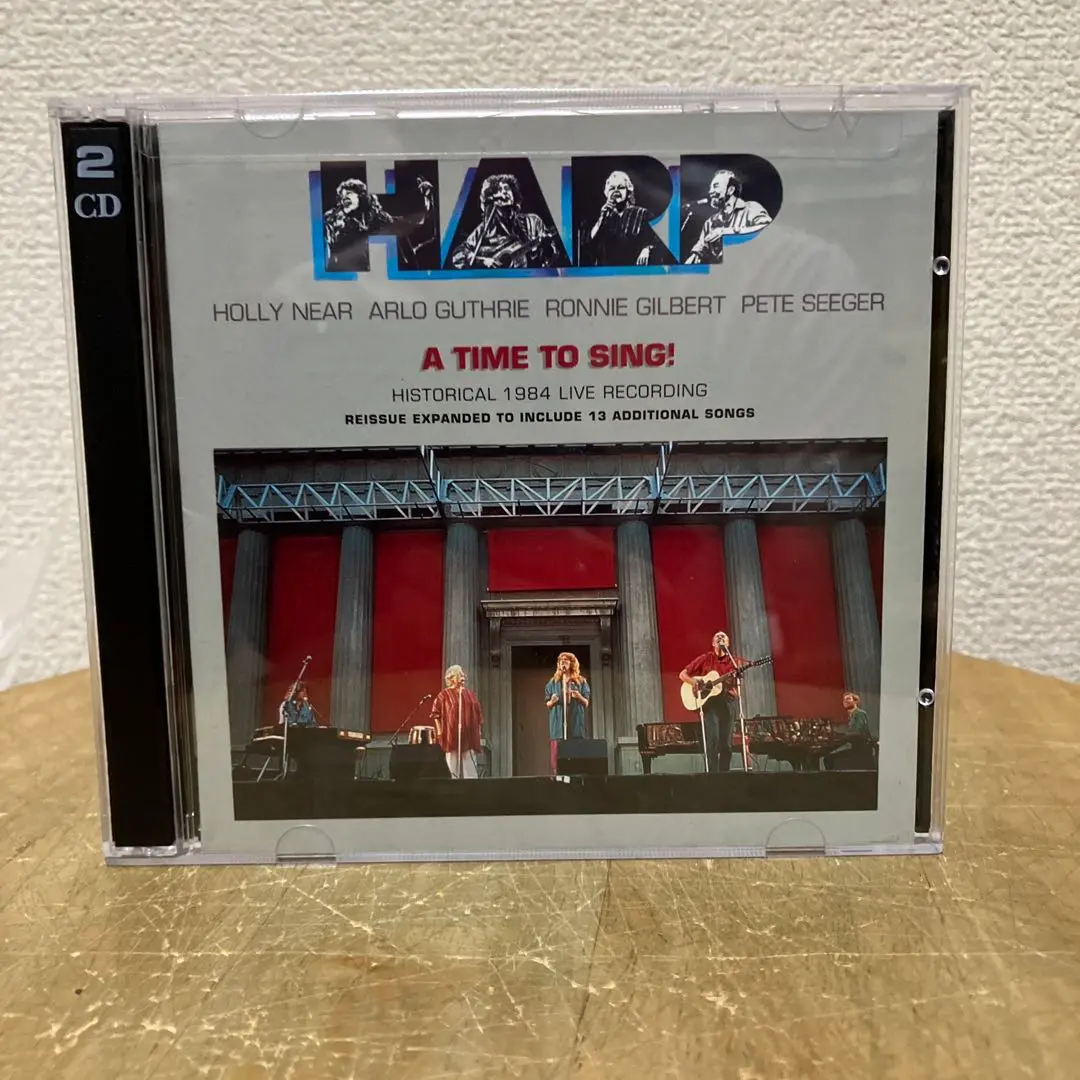 2
CD
HARP
HOLLY NEAR ARLO GUTHRIE RONNIE GILBERT PETE SEEGER
A TIME TO SING!
HISTORICAL 1984 LIVE RECORDING
REISSUE EXPANDED TO INCLUDE 13 ADDITIONAL SONGS